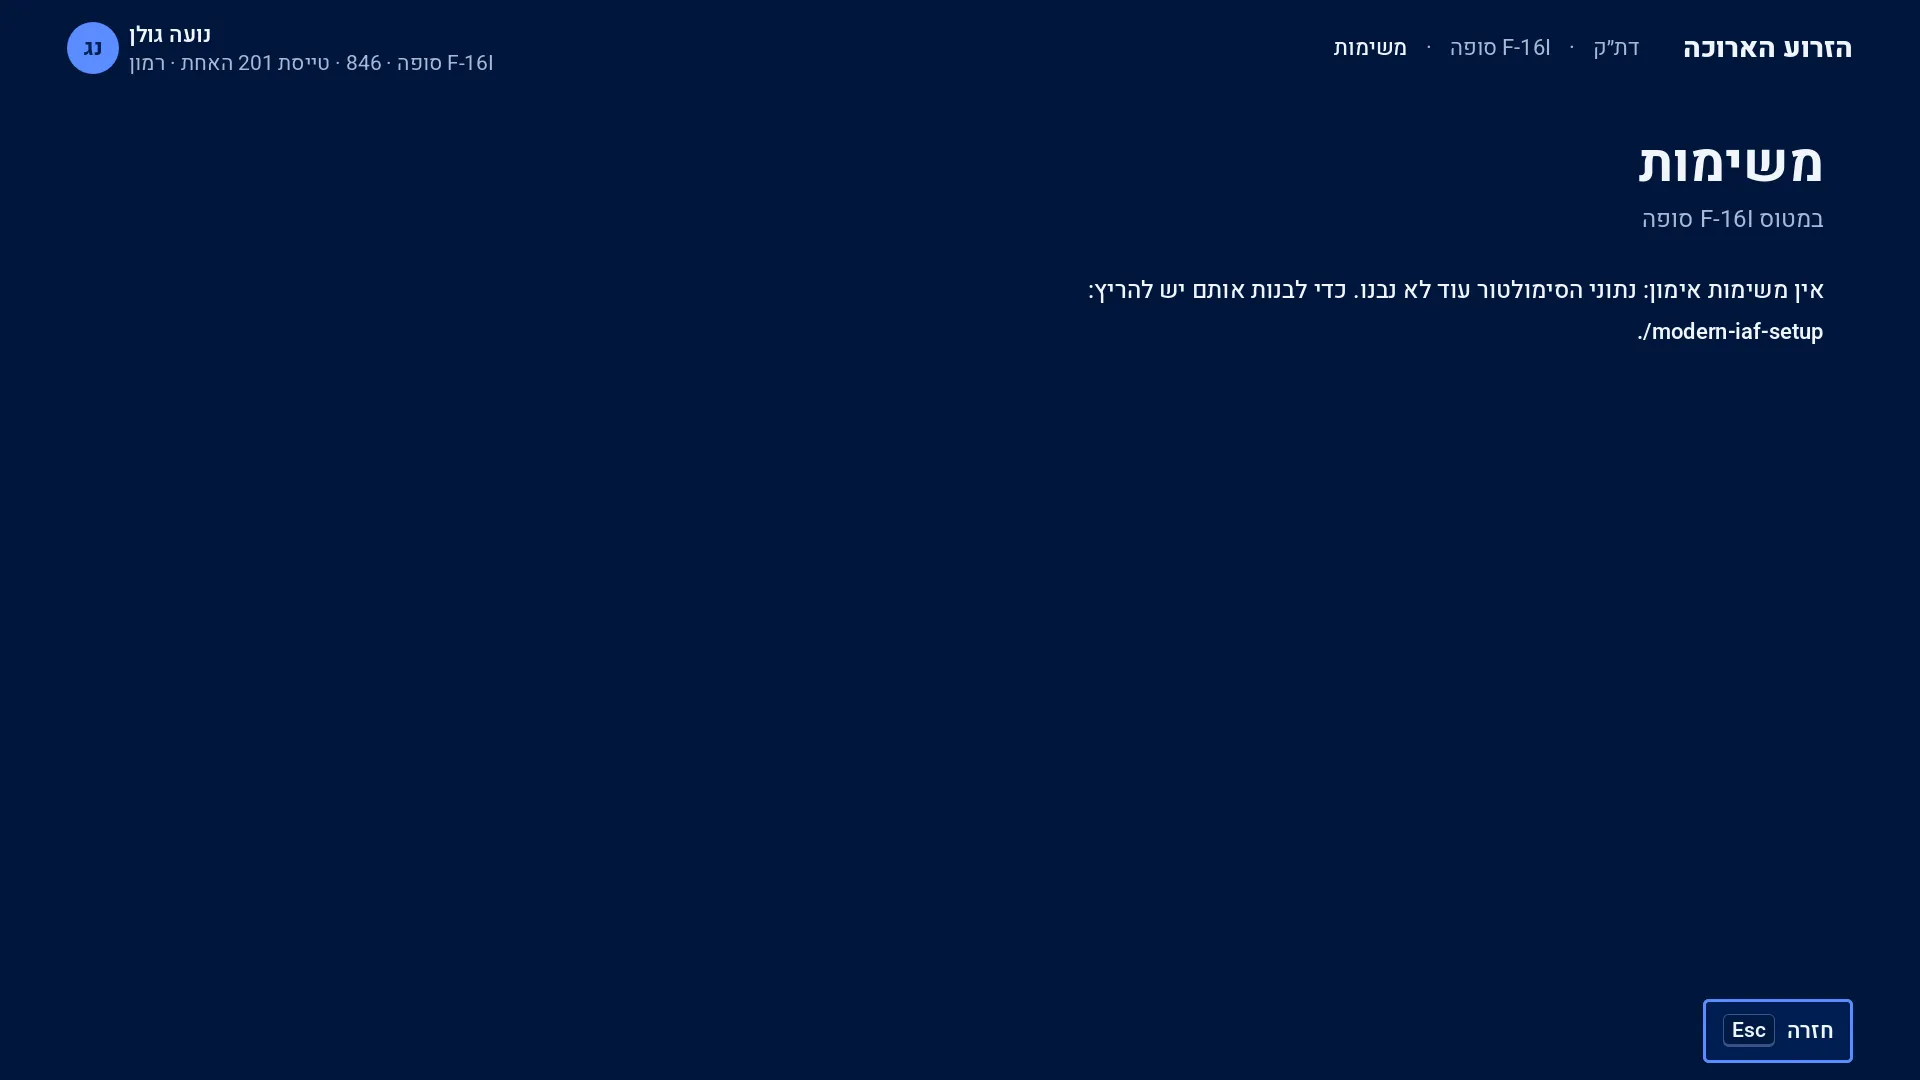 הזרוע הארוכה
דת״ק · F-16I סופה · משימות
נועה גולן
F-16I סופה · 846 · טייסת 201 האחת · רמון
נג
משימות
במטוס F-16I סופה
אין משימות אימון: נתוני הסימולטור עוד לא נבנו. כדי לבנות אותם יש להריץ:
./modern-iaf-setup
חזרה Esc